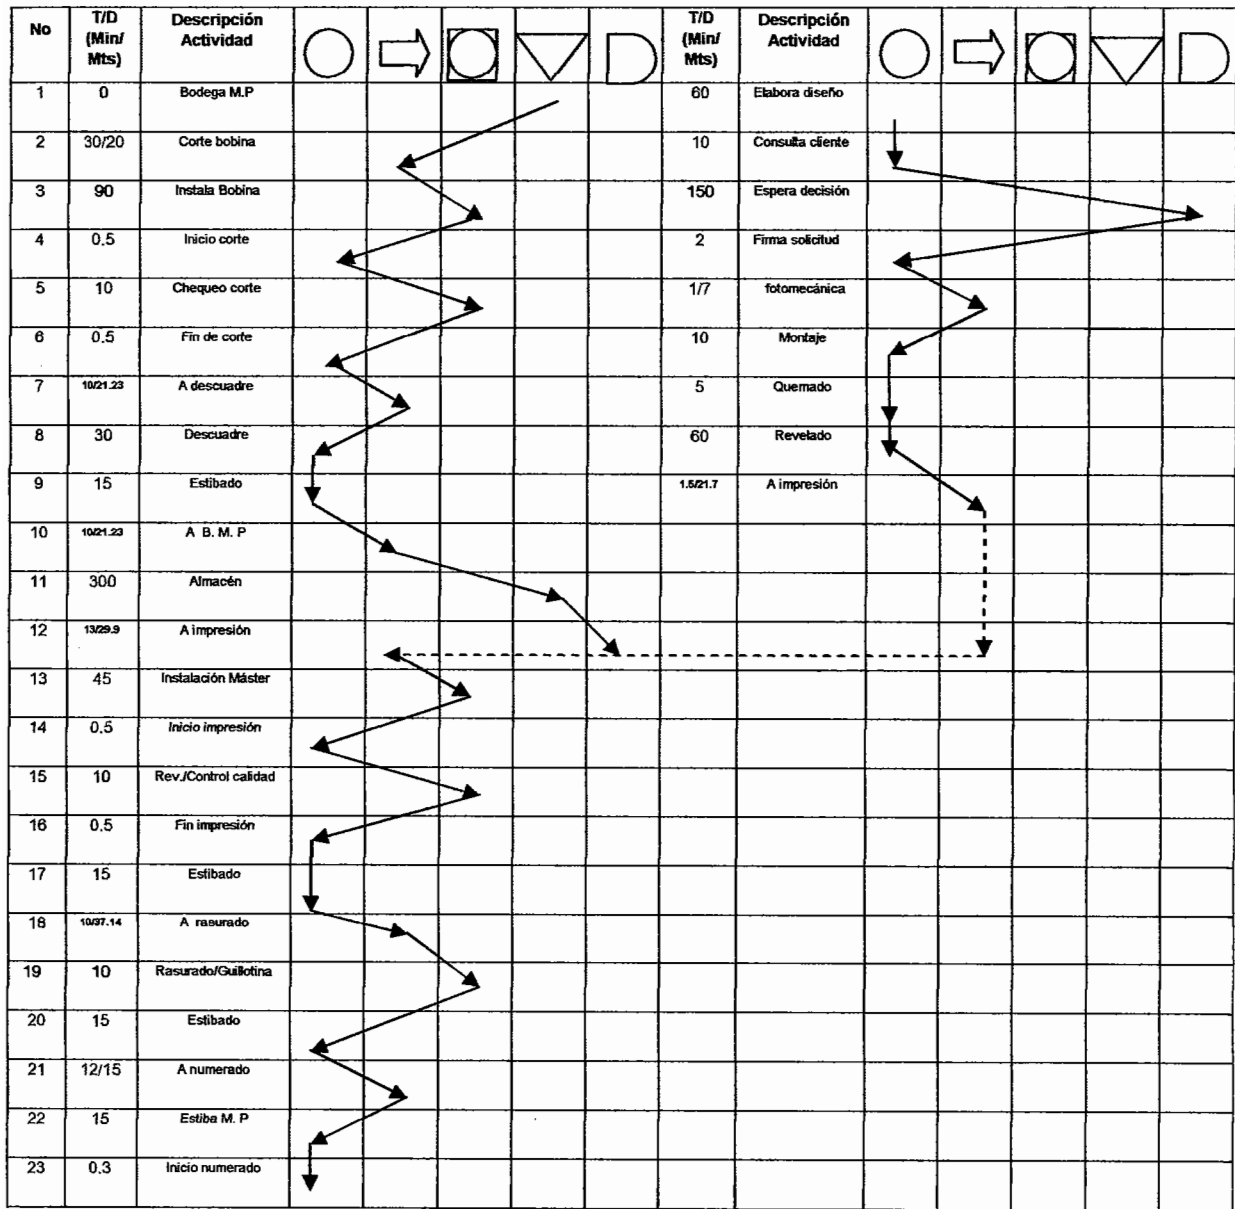 No T/D (Min/ Mts) Descripción Actividad T/D (Min/ Mts) Descripción Actividad
1 0 Bodega M.P 60 Elabora diseño
2 30/20 Corte bobina 10 Consulta cliente
3 90 Instala Bobina 150 Espera decisión
4 0.5 Inicio corte 2 Firma solicitud
5 10 Chequeo corte 1/7 fotomecánica
6 0.5 Fin de corte 10 Montaje
7 10/21.23 A descuadre 5 Quemado
8 30 Descuadre 60 Revelado
9 15 Estibado 1.5/21.7 A impresión
10 10/21.23 A B. M. P
11 300 Almacén
12 13/29.9 A impresión
13 45 Instalación Máster
14 0.5 Inicio impresión
15 10 Rev./Control calidad
16 0.5 Fin impresión
17 15 Estibado
18 10/37.14 A rasurado
19 10 Rasurado/Guillotina
20 15 Estibado
21 12/15 A numerado
22 15 Estiba M. P
23 0.3 Inicio numerado